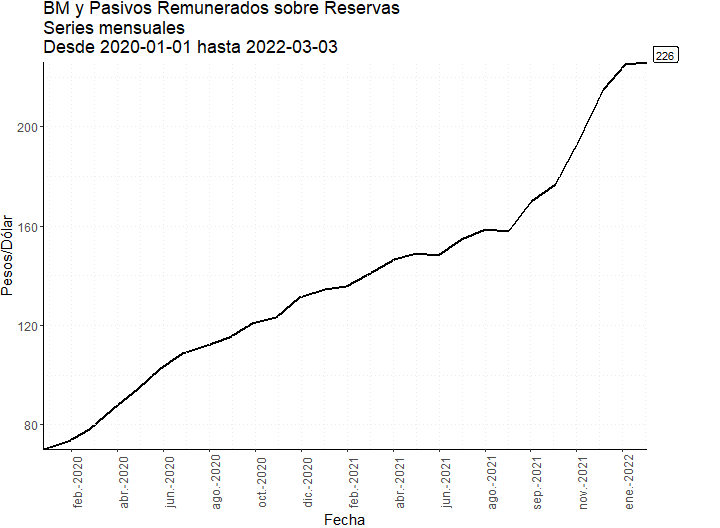 BM y Pasivos Remunerados sobre Reservas
Series mensuales
Desde 2020-01-01 hasta 2022-03-03
226
200
160
120
80
Pesos/Dólar
feb.-2020
abr.-2020
jun.-2020
ago.-2020
oct.-2020
dic.-2020
feb.-2021
abr.-2021
jun.-2021
ago.-2021
sep.-2021
nov.-2021
ene.-2022
Fecha